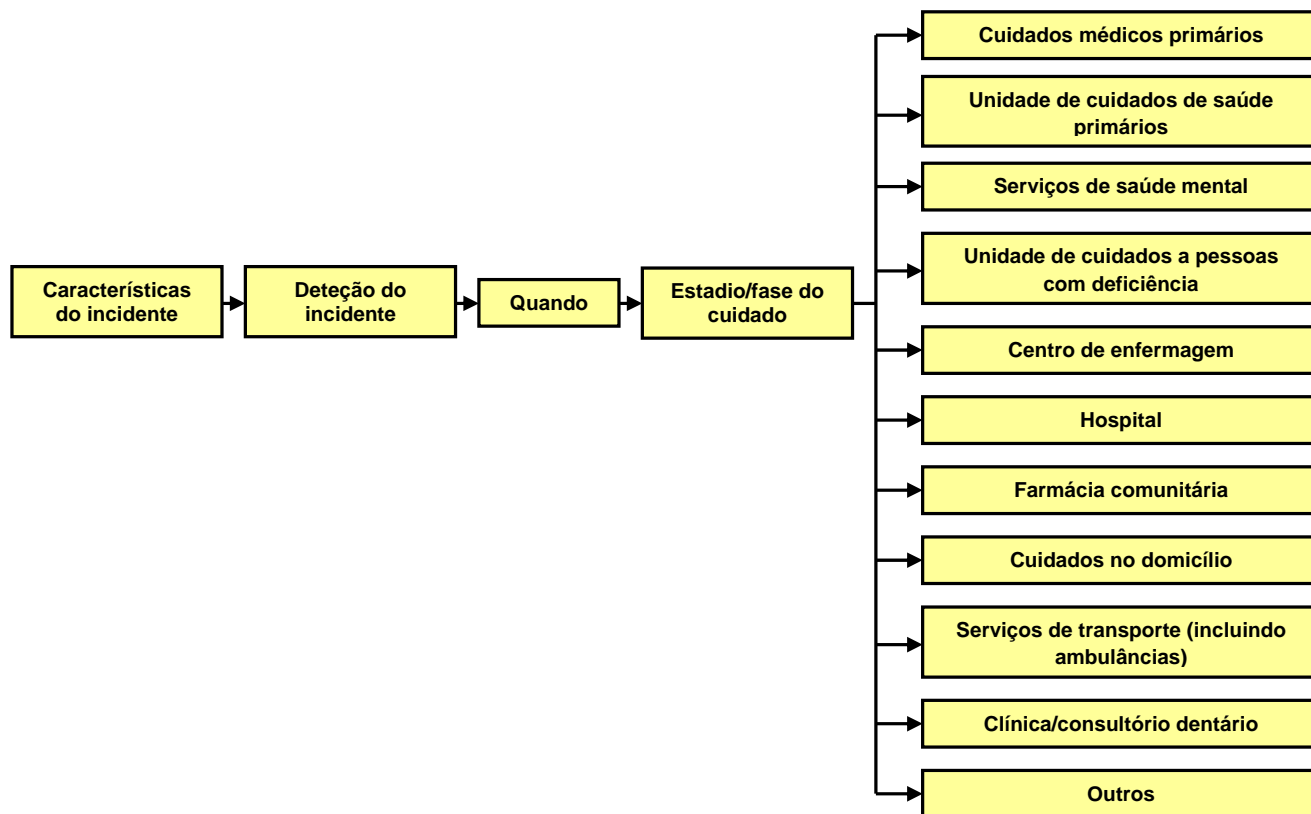 Características
do incidente
Deteção do
incidente
Quando
Estadio/fase do
cuidado
Cuidados médicos primários
Unidade de cuidados de saúde
primários
Serviços de saúde mental
Unidade de cuidados a pessoas
com deficiência
Centro de enfermagem
Hospital
Farmácia comunitária
Cuidados no domicílio
Serviços de transporte (incluindo
ambulâncias)
Clínica/consultório dentário
Outros